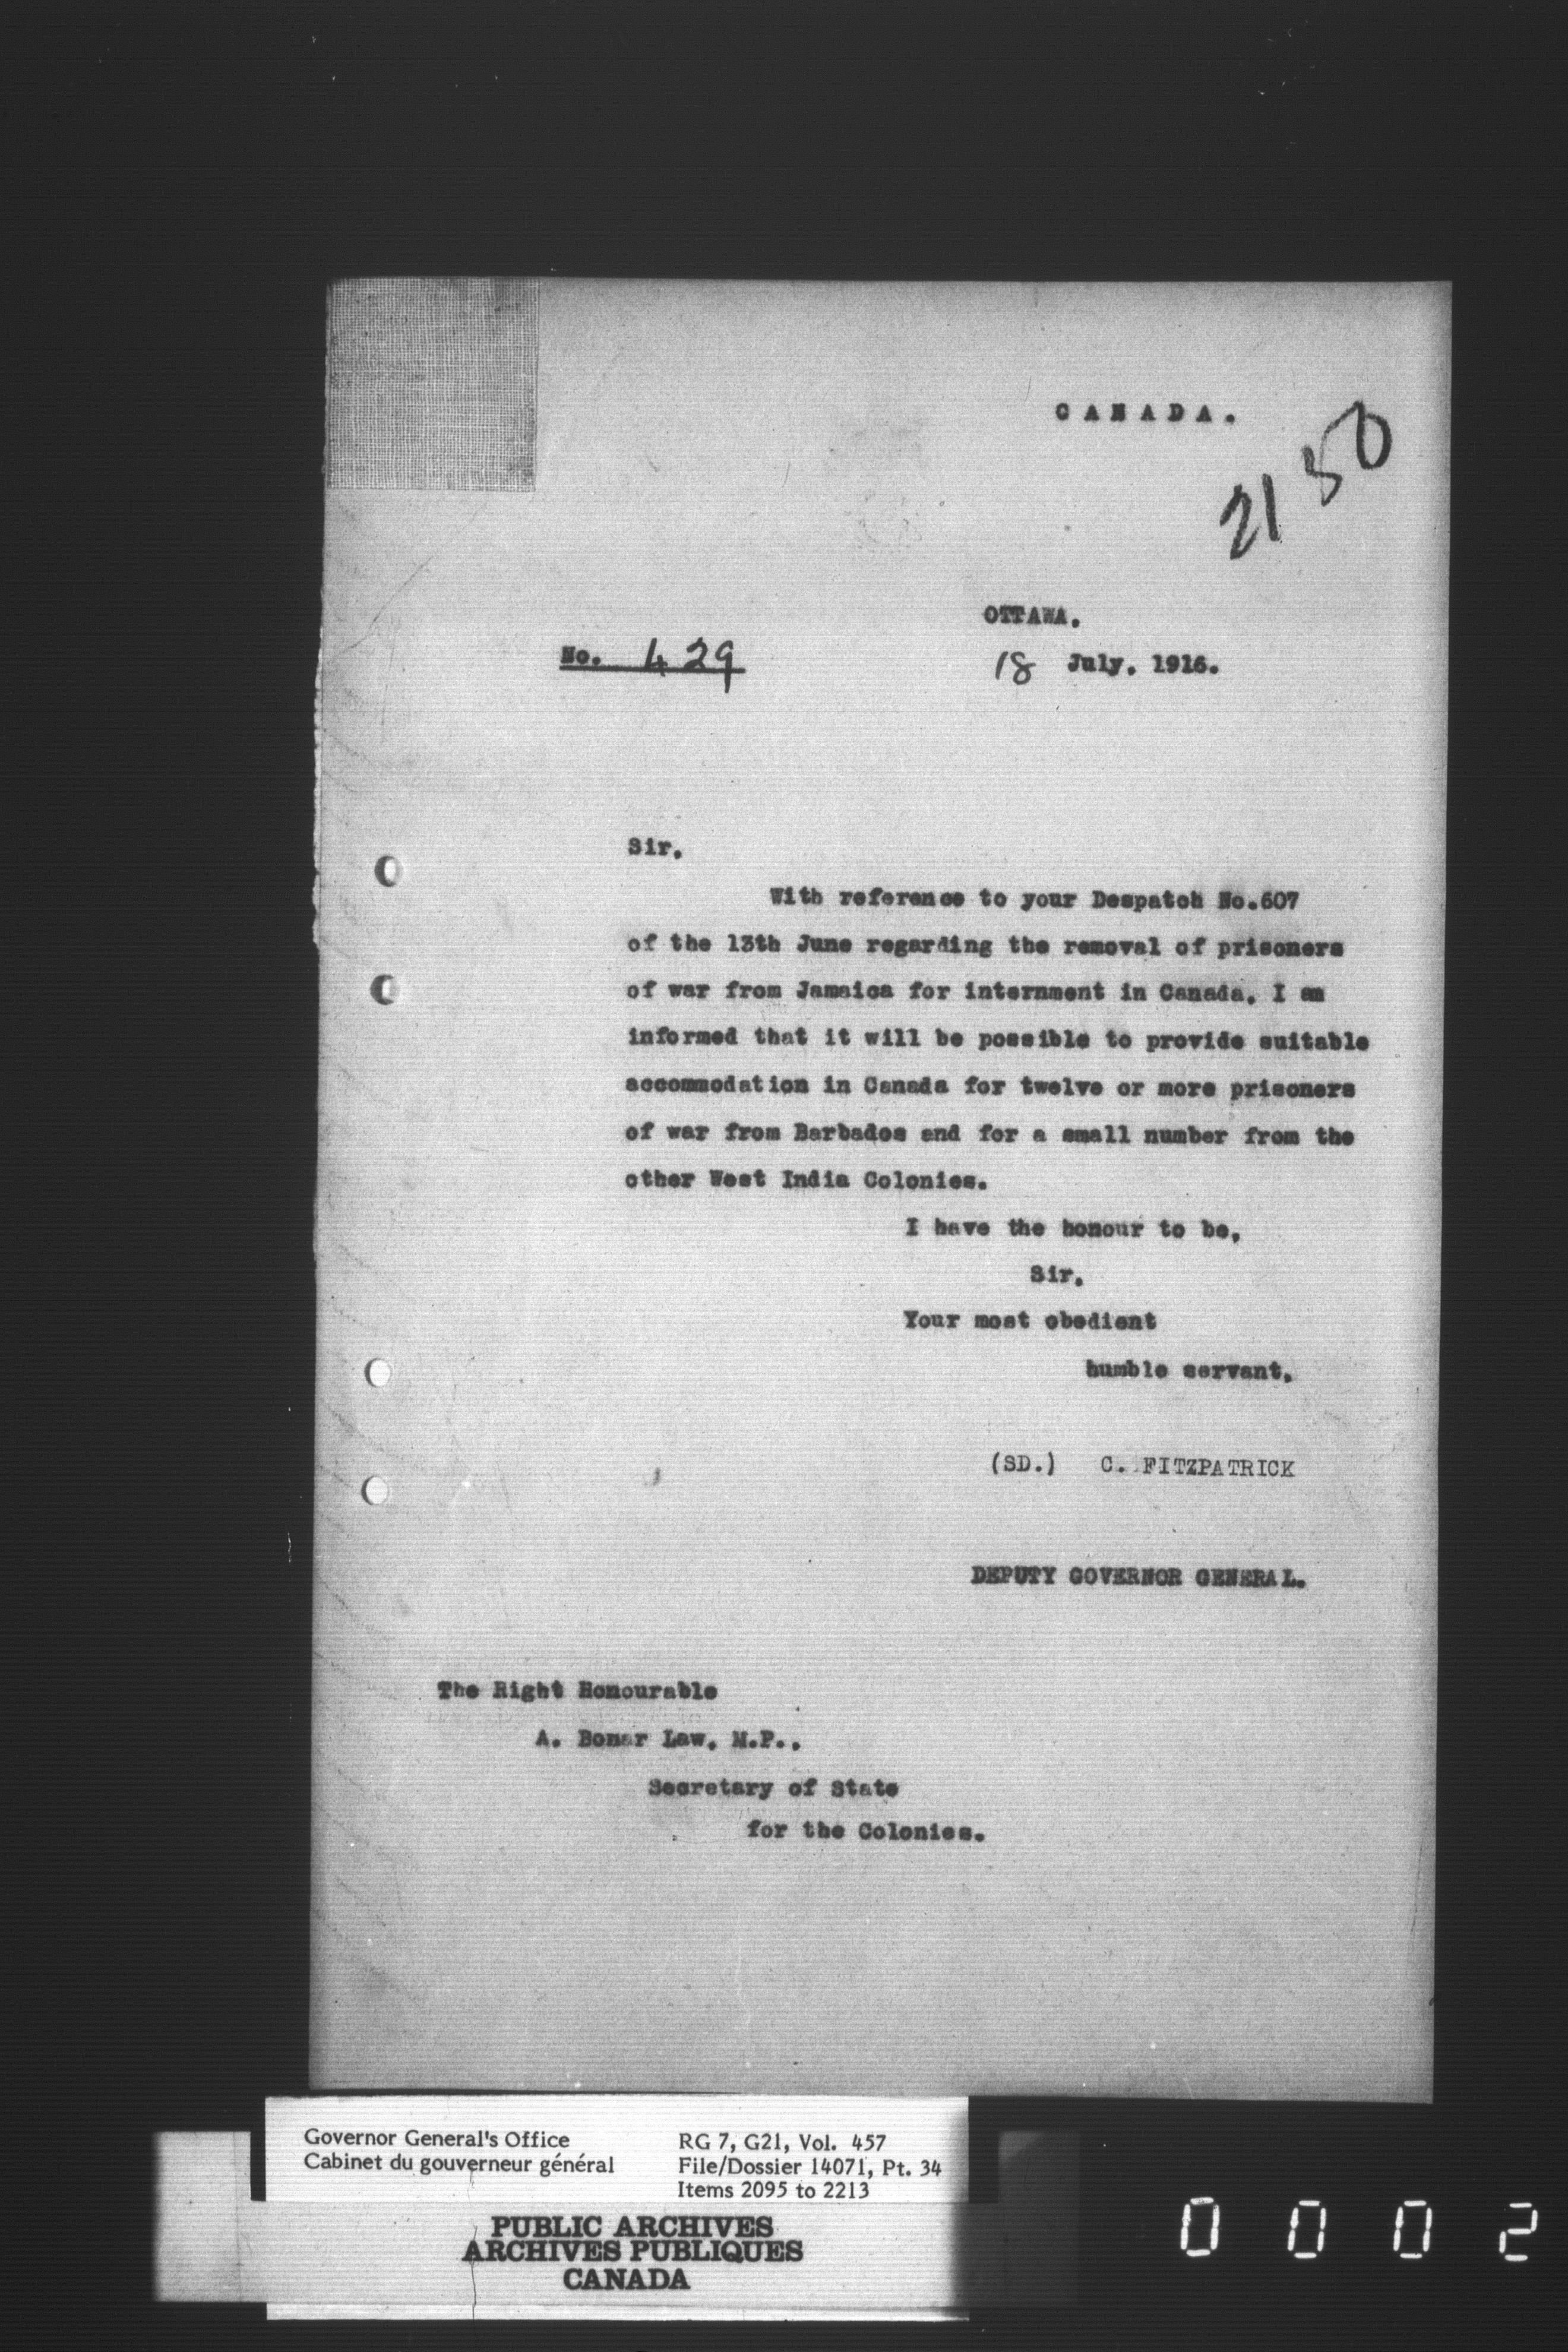 CANADA.
2150
OTTAWA.
No. 429
18 July, 1916.
Sir,
With reference to your Despatch No.607
of the 13th June regarding the removal of prisoners
of war from Jamaica for internment in Canada, I am
informed that it will be possible to provide suitable
accommodation in Canada for twelve or more prisoners
of war from Barbados and for a small number from the
other West India Colonies.
I have the honour to be,
Sir,
Your most obedient
humble servant,
(SD.) C. FITZPATRICK
DEPUTY GOVERNOR GENERAL.
The Right Honourable
A. Bonar Law, M.P.,
Secretary of State
for the Colonies.
Governor General's Office
Cabinet du gouverneur général
RG 7, G21, Vol. 457
File/Dossier 14071, Pt. 34
Items 2095 to 2213
PUBLIC ARCHIVES
ARCHIVES PUBLIQUES
CANADA
0002